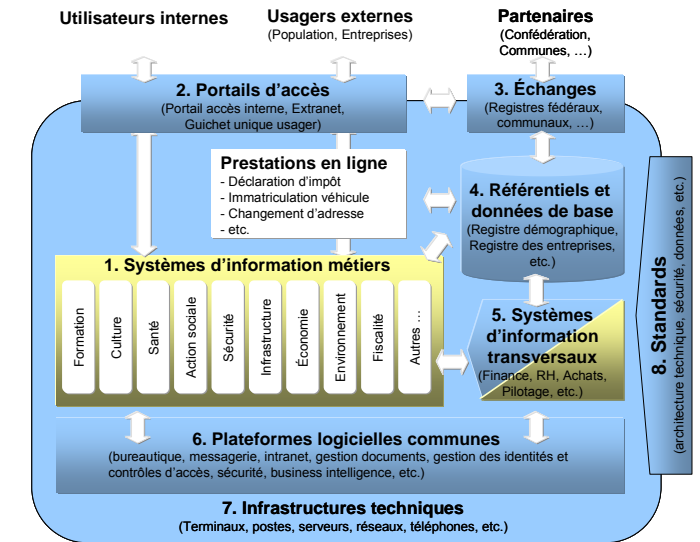 Utilisateurs internes
Usagers externes
(Population, Entreprises)
Partenaires
(Confédération,
Communes, …)
2. Portails d'accès
(Portail accès interne, Extranet,
Guichet unique usager)
3. Échanges
(Registres fédéraux,
communaux, …)
Prestations en ligne
- Déclaration d'impôt
- Immatriculation véhicule
- Changement d'adresse
- etc.
4. Référentiels et
données de base
(Registre démographique,
Registre des entreprises,
etc.)
1. Systèmes d'information métiers
Formation
Culture
Santé
Action sociale
Sécurité
Infrastructure
Économie
Environnement
Fiscalité
Autres …
5. Systèmes
d'information
transversaux
(Finance, RH, Achats,
Pilotage, etc.)
6. Plateformes logicielles communes
(bureautique, messagerie, intranet, gestion documents, gestion des identités et
contrôles d'accès, sécurité, business intelligence, etc.)
7. Infrastructures techniques
(Terminaux, postes, serveurs, réseaux, téléphones, etc.)
8. Standards
(architecture technique, sécurité, données, etc.)